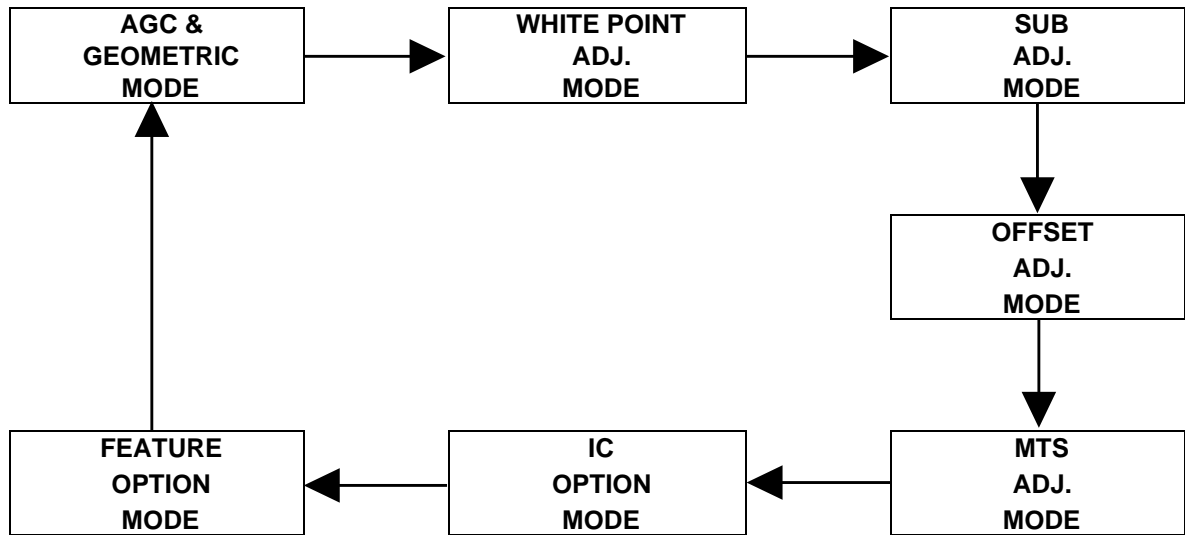 AGC &
GEOMETRIC
MODE
WHITE POINT
ADJ.
MODE
SUB
ADJ.
MODE
OFFSET
ADJ.
MODE
FEATURE
OPTION
MODE
IC
OPTION
MODE
MTS
ADJ.
MODE